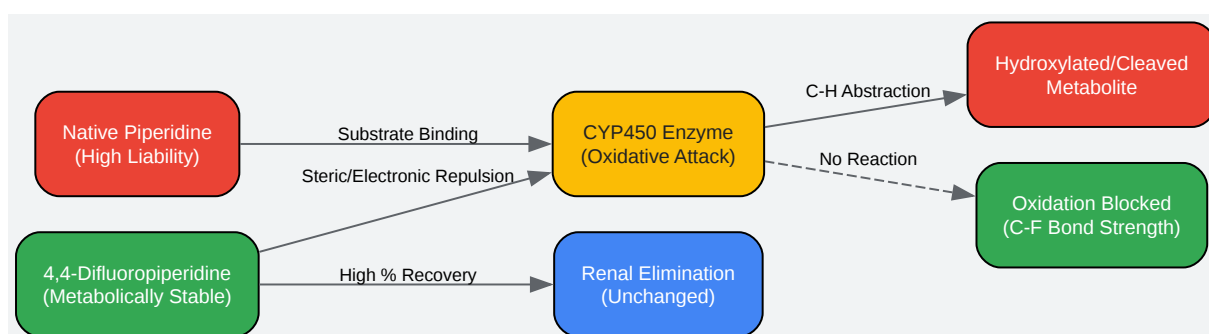 Native Piperidine
(High Liability)
Substrate Binding
CYP450 Enzyme
(Oxidative Attack)
C-H Abstraction
Hydroxylated/Cleaved
Metabolite
No Reaction
Oxidation Blocked
(C-F Bond Strength)
Steric/Electronic Repulsion
4,4-Difluoropiperidine
(Metabolically Stable)
High % Recovery
Renal Elimination
(Unchanged)